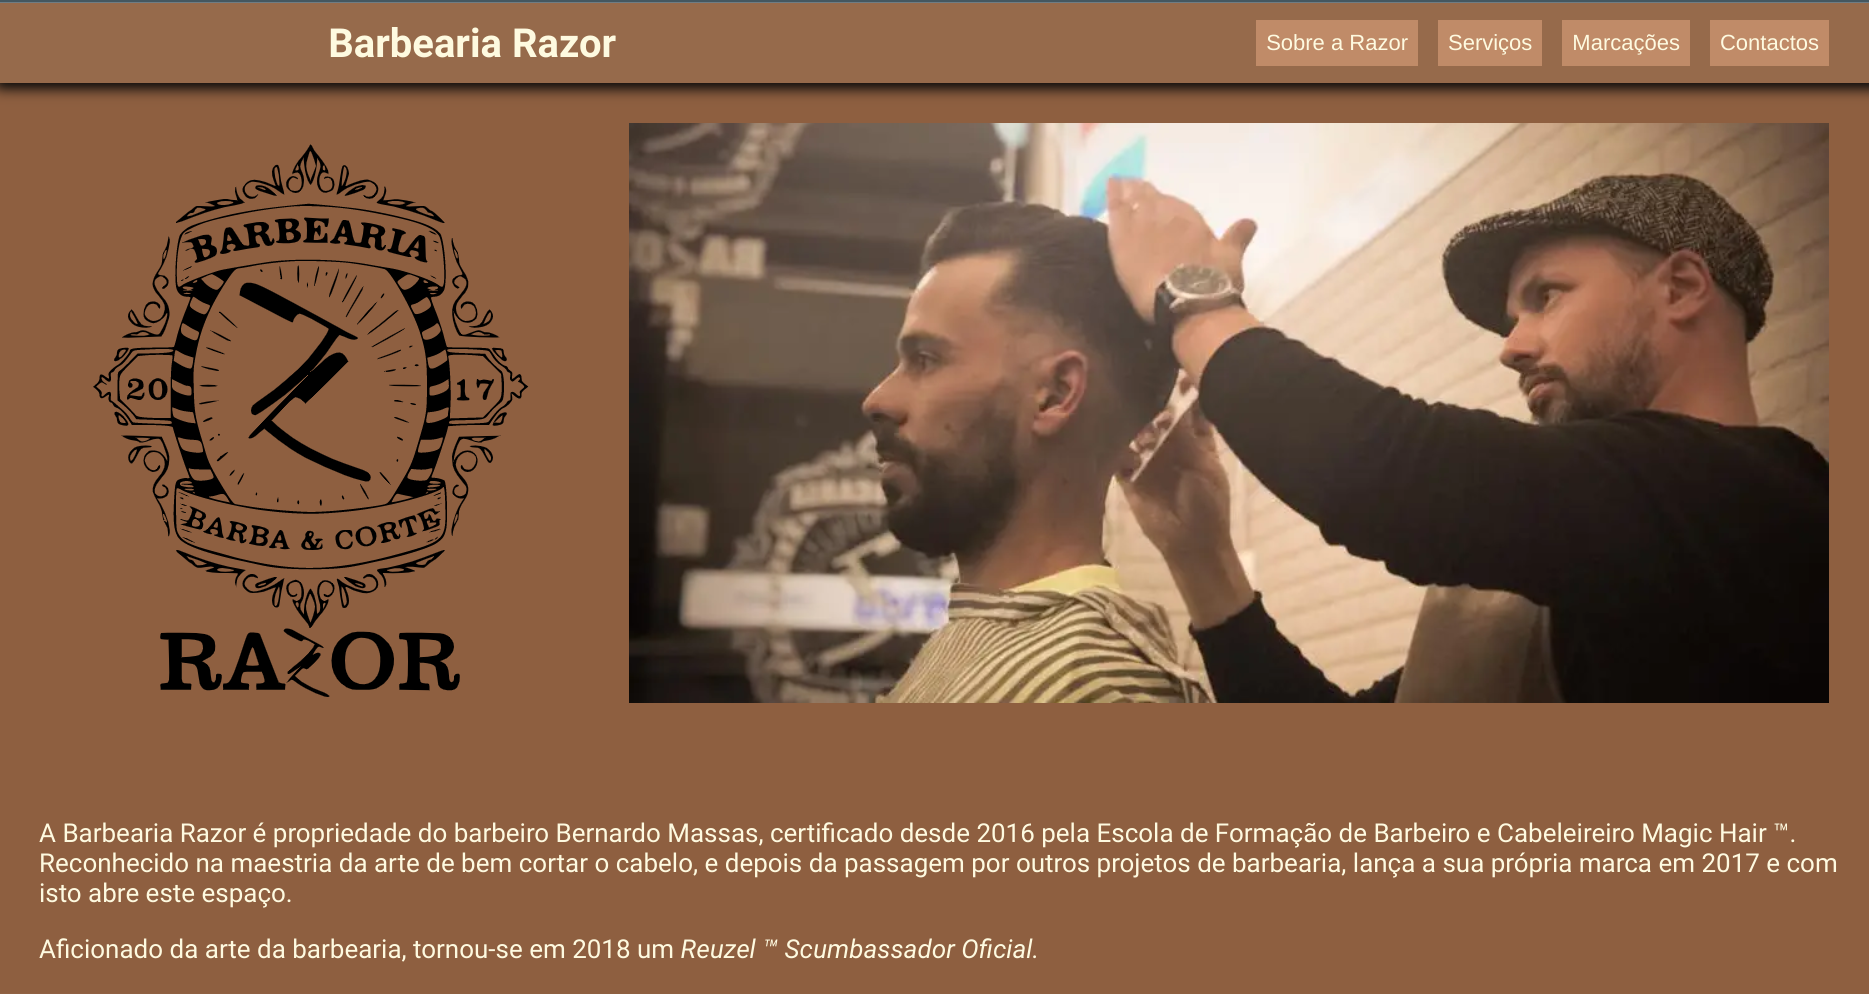 Barbearia Razor
Sobre a Razor
Serviços
Marcações
Contactos
BARBEARIA
20 17
BARBA & CORTE
RAZOR
A Barbearia Razor é propriedade do barbeiro Bernardo Massas, certificado desde 2016 pela Escola de Formação de Barbeiro e Cabeleireiro Magic Hair ™.
Reconhecido na maestria da arte de bem cortar o cabelo, e depois da passagem por outros projetos de barbearia, lança a sua própria marca em 2017 e com
isto abre este espaço.
Aficionado da arte da barbearia, tornou-se em 2018 um Reuzel ™ Scumbassador Oficial.